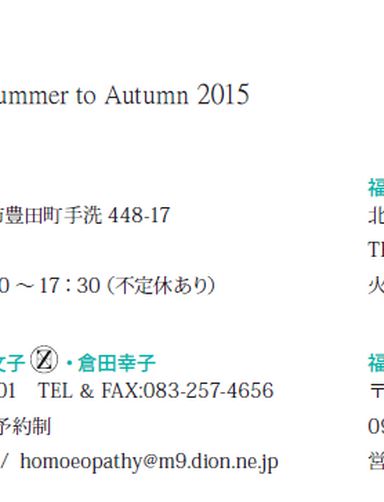 ummer to Autumn 2015
市豊田町手洗 448-17
0 ～ 17：30（不定休あり）
文子 Ⓩ・倉田幸子
01 TEL & FAX:083-257-4656
予約制
/ homoeopathy@m9.dion.ne.jp
福
北
TE
火
福
〒
09
営